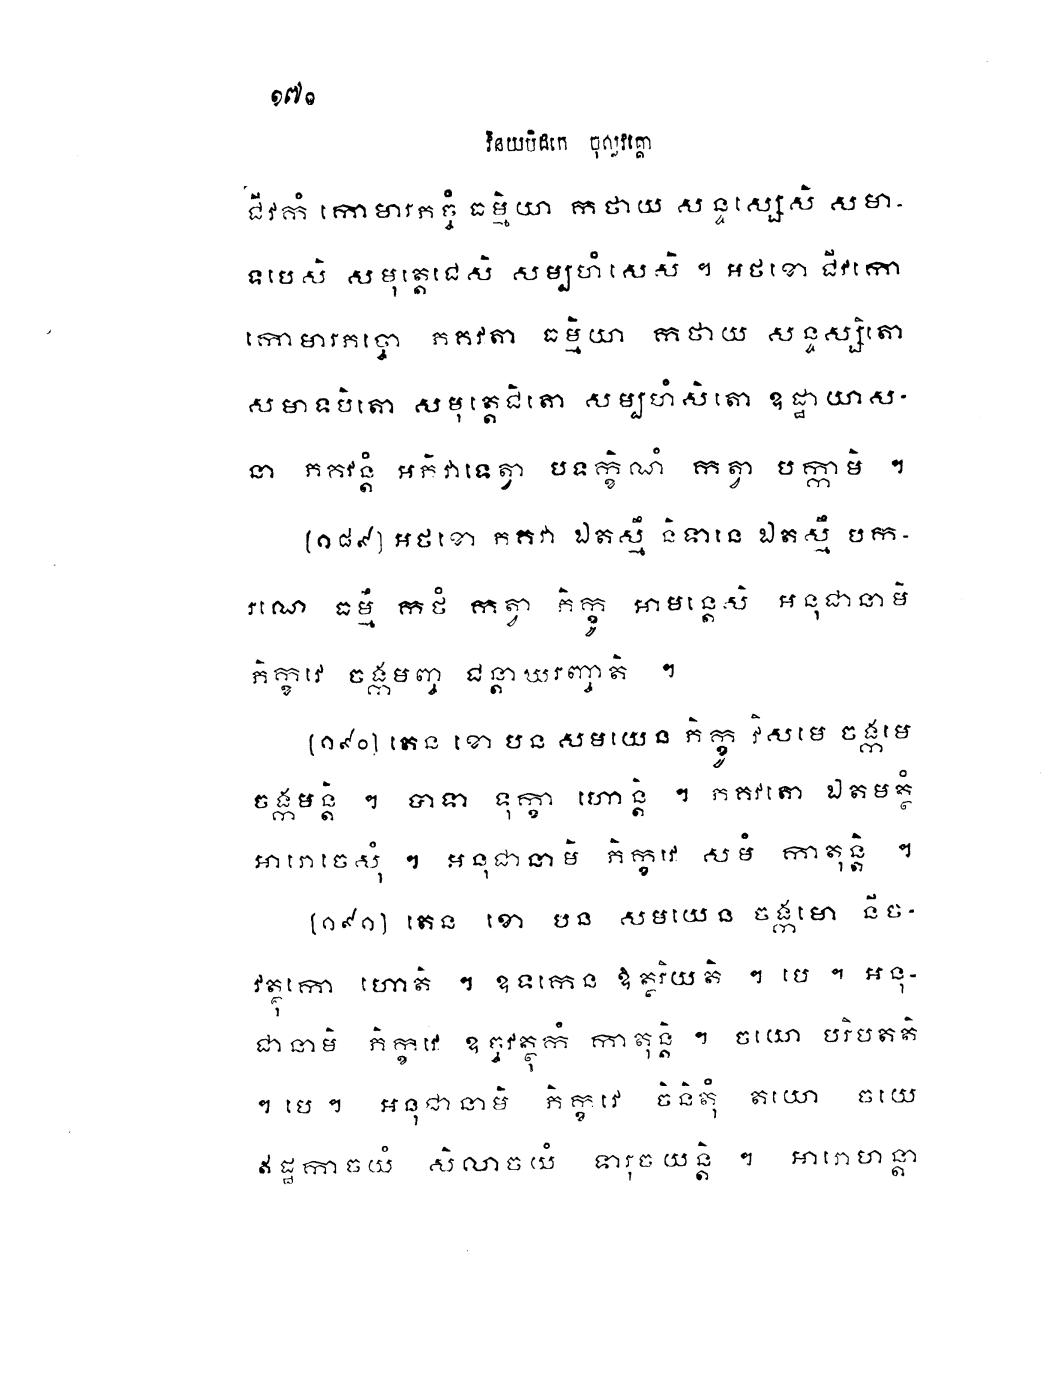 ១៧០
វិនយបិដកេ ចុល្លវគ្គោ
ជីវកំ កោមារភច្ចំ ធម្មិយា កថាយ សន្ទស្សេសិ សមា-
ទបេសិ សមុត្តេជេសិ សម្បហំសេសិ ។ អថខោ ជីវកោ
កោមារភច្ចោ ភគវតា ធម្មិយា កថាយ សន្ទស្សិតោ
សមាទបិតោ សមុត្តេជិតោ សម្បហំសិតោ ឧដ្ឋាយាស-
នា ភគវន្តំ អភិវាទេត្វា បទក្ខិណំ កត្វា បក្កាមិ ។
(១៨៩) អថខោ ភគវា ឯតស្មឹ និទានេ ឯតស្មឹ បក-
រណេ ធម្មឹ កថំ កត្វា ភិក្ខូ អាមន្តេសិ អនុជានាមិ
ភិក្ខវេ ចង្កមញ្ច ជន្តាឃរញ្ចាតិ ។
(១៩០) តេន ខោ បន សមយេន ភិក្ខូ វិសមេ ចង្កមេ
ចង្កមន្តិ ។ បាទា ទុក្ខា ហោន្តិ ។ ភគវតោ ឯតមត្ថំ
អារោចេសុំ ។ អនុជានាមិ ភិក្ខវេ សមំ កាតុន្តិ ។
(១៩១) តេន ខោ បន សមយេន ចង្កមោ នីច-
វត្ថុកោ ហោតិ ។ ឧទកេន ឱត្ថរិយតិ ។ បេ ។ អនុ-
ជានាមិ ភិក្ខវេ ឧច្ចវត្ថុកំ កាតុន្តិ ។ ចយោ បរិបតតិ
។ បេ ។ អនុជានាមិ ភិក្ខវេ ចិនិតុំ តយោ ចយេ
ឥដ្ឋកាចយំ សិលាចយំ ទារុចយន្តិ ។ អារោហន្តា